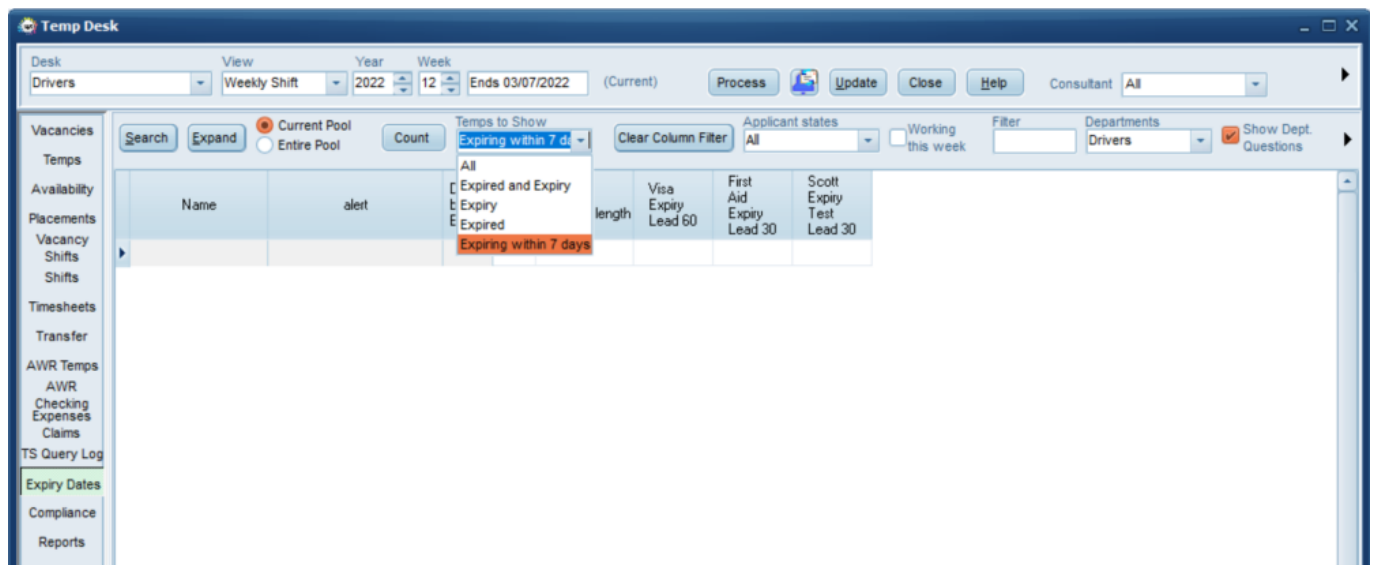 Temp Desk
Desk View Year Week
Drivers Weekly Shift 2022 12 Ends 03/07/2022 (Current) Process Update Close Help Consultant All
Vacancies
Temps
Availability
Placements
Vacancy
Shifts
Shifts
Timesheets
Transfer
AWR Temps
AWR
Checking
Expenses
Claims
TS Query Log
Expiry Dates
Compliance
Reports
Search Expand
Current Pool
Entire Pool
Count
Temps to Show
Expiring within 7
All
Expired and Expiry
Expiry
Expired
Expiring within 7 days
Clear Column Filter
Applicant states
All
Working
this week
Filter
Departments
Drivers
Show Dept.
Questions
Name
alert
length
Visa
Expiry
Lead 60
First
Aid
Expiry
Lead 30
Scott
Expiry
Test
Lead 30